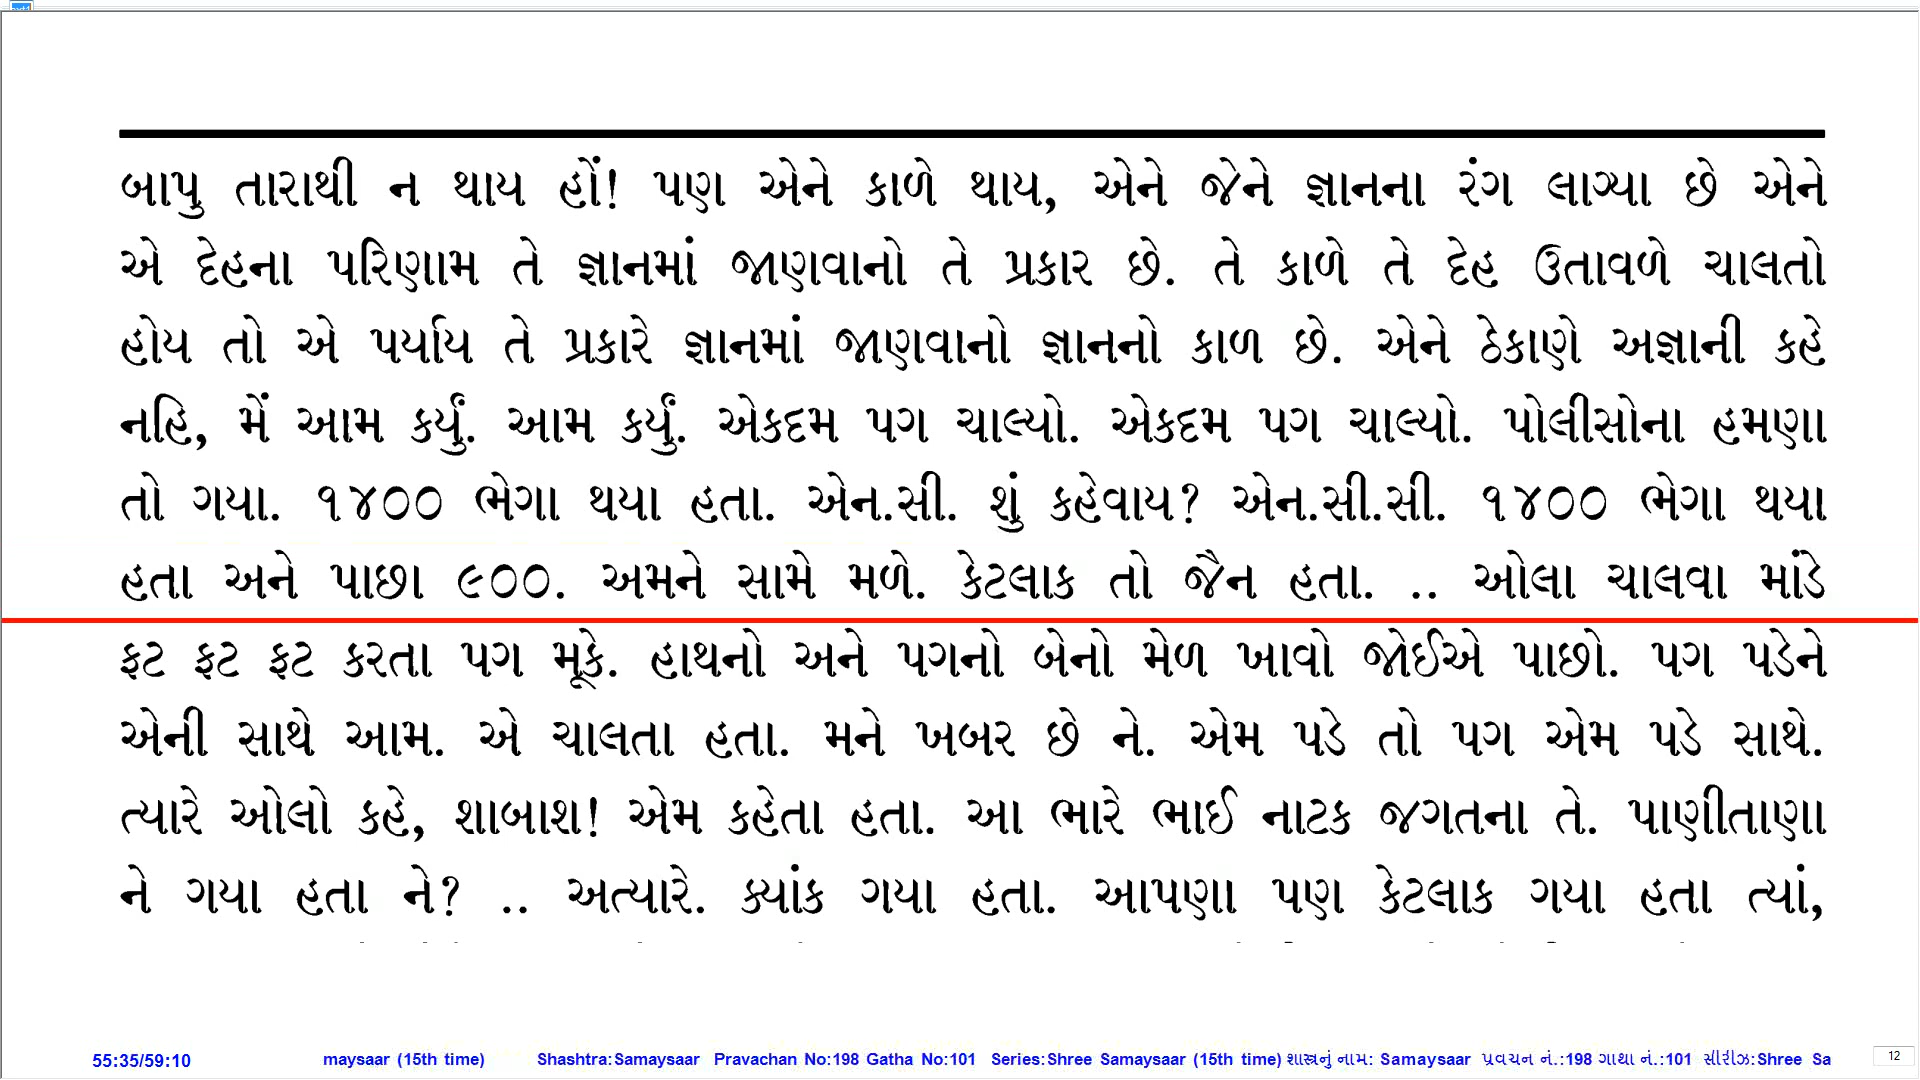 બાપુ તારાથી ન થાય હોં! પણ એને કાળે થાય, એને જેને જ્ઞાનના રંગ લાગ્યા છે એને
એ દેહના પરિણામ તે જ્ઞાનમાં જાણવાનો તે પ્રકાર છે. તે કાળે તે દેહ ઉતાવળે ચાલતો
હોય તો એ પર્યાય તે પ્રકારે જ્ઞાનમાં જાણવાનો જ્ઞાનનો કાળ છે. એને ઠેકાણે અજ્ઞાની કહે
નહિ, મેં આમ કર્યું. આમ કર્યું. એકદમ પગ ચાલ્યો. એકદમ પગ ચાલ્યો. પોલીસોના હમણા
તો ગયા. ૧૪૦૦ ભેગા થયા હતા. એન.સી. શું કહેવાય? એન.સી.સી. ૧૪૦૦ ભેગા થયા
હતા અને પાછા ૯૦૦. અમને સામે મળે. કેટલાક તો જૈન હતા. .. ઓલા ચાલવા માંડે
ફટ ફટ ફટ કરતા પગ મૂકે. હાથનો અને પગનો બેનો મેળ ખાવો જોઈએ પાછો. પગ પડેને
એની સાથે આમ. એ ચાલતા હતા. મને ખબર છે ને. એમ પડે તો પગ એમ પડે સાથે.
ત્યારે ઓલો કહે, શાબાશ! એમ કહેતા હતા. આ ભારે ભાઈ નાટક જગતના તે. પાણીતાણા
ને ગયા હતા ને? .. અત્યારે. ક્યાંક ગયા હતા. આપણા પણ કેટલાક ગયા હતા ત્યાં,
55:35/59:10 maysaar (15th time) Shashtra:Samaysaar Pravachan No:198 Gatha No:101 Series:Shree Samaysaar (15th time) શાસ્ત્રનું નામ: Samaysaar પ્રવચન નં.:198 ગાથા નં.:101 સીરીઝ:Shree Sa 12